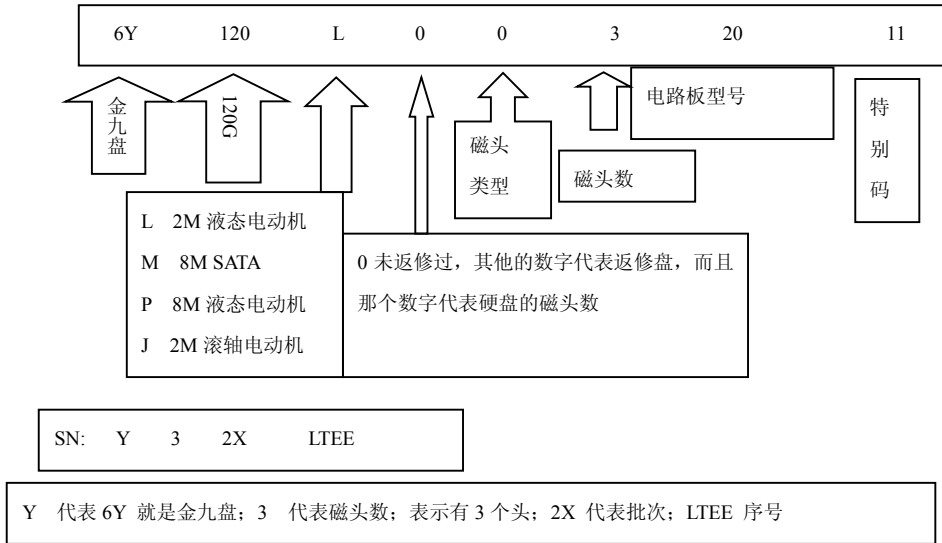 6Y 120 L 0 0 3 20 11
金九盘
120G
磁头
类型
磁头数
电路板型号
特
别
码
L 2M 液态电动机
M 8M SATA
P 8M 液态电动机
J 2M 滚轴电动机
0 未返修过，其他的数字代表返修盘，而且
那个数字代表硬盘的磁头数
SN: Y 3 2X LTEE
Y 代表 6Y 就是金九盘；3 代表磁头数；表示有 3 个头；2X 代表批次；LTEE 序号